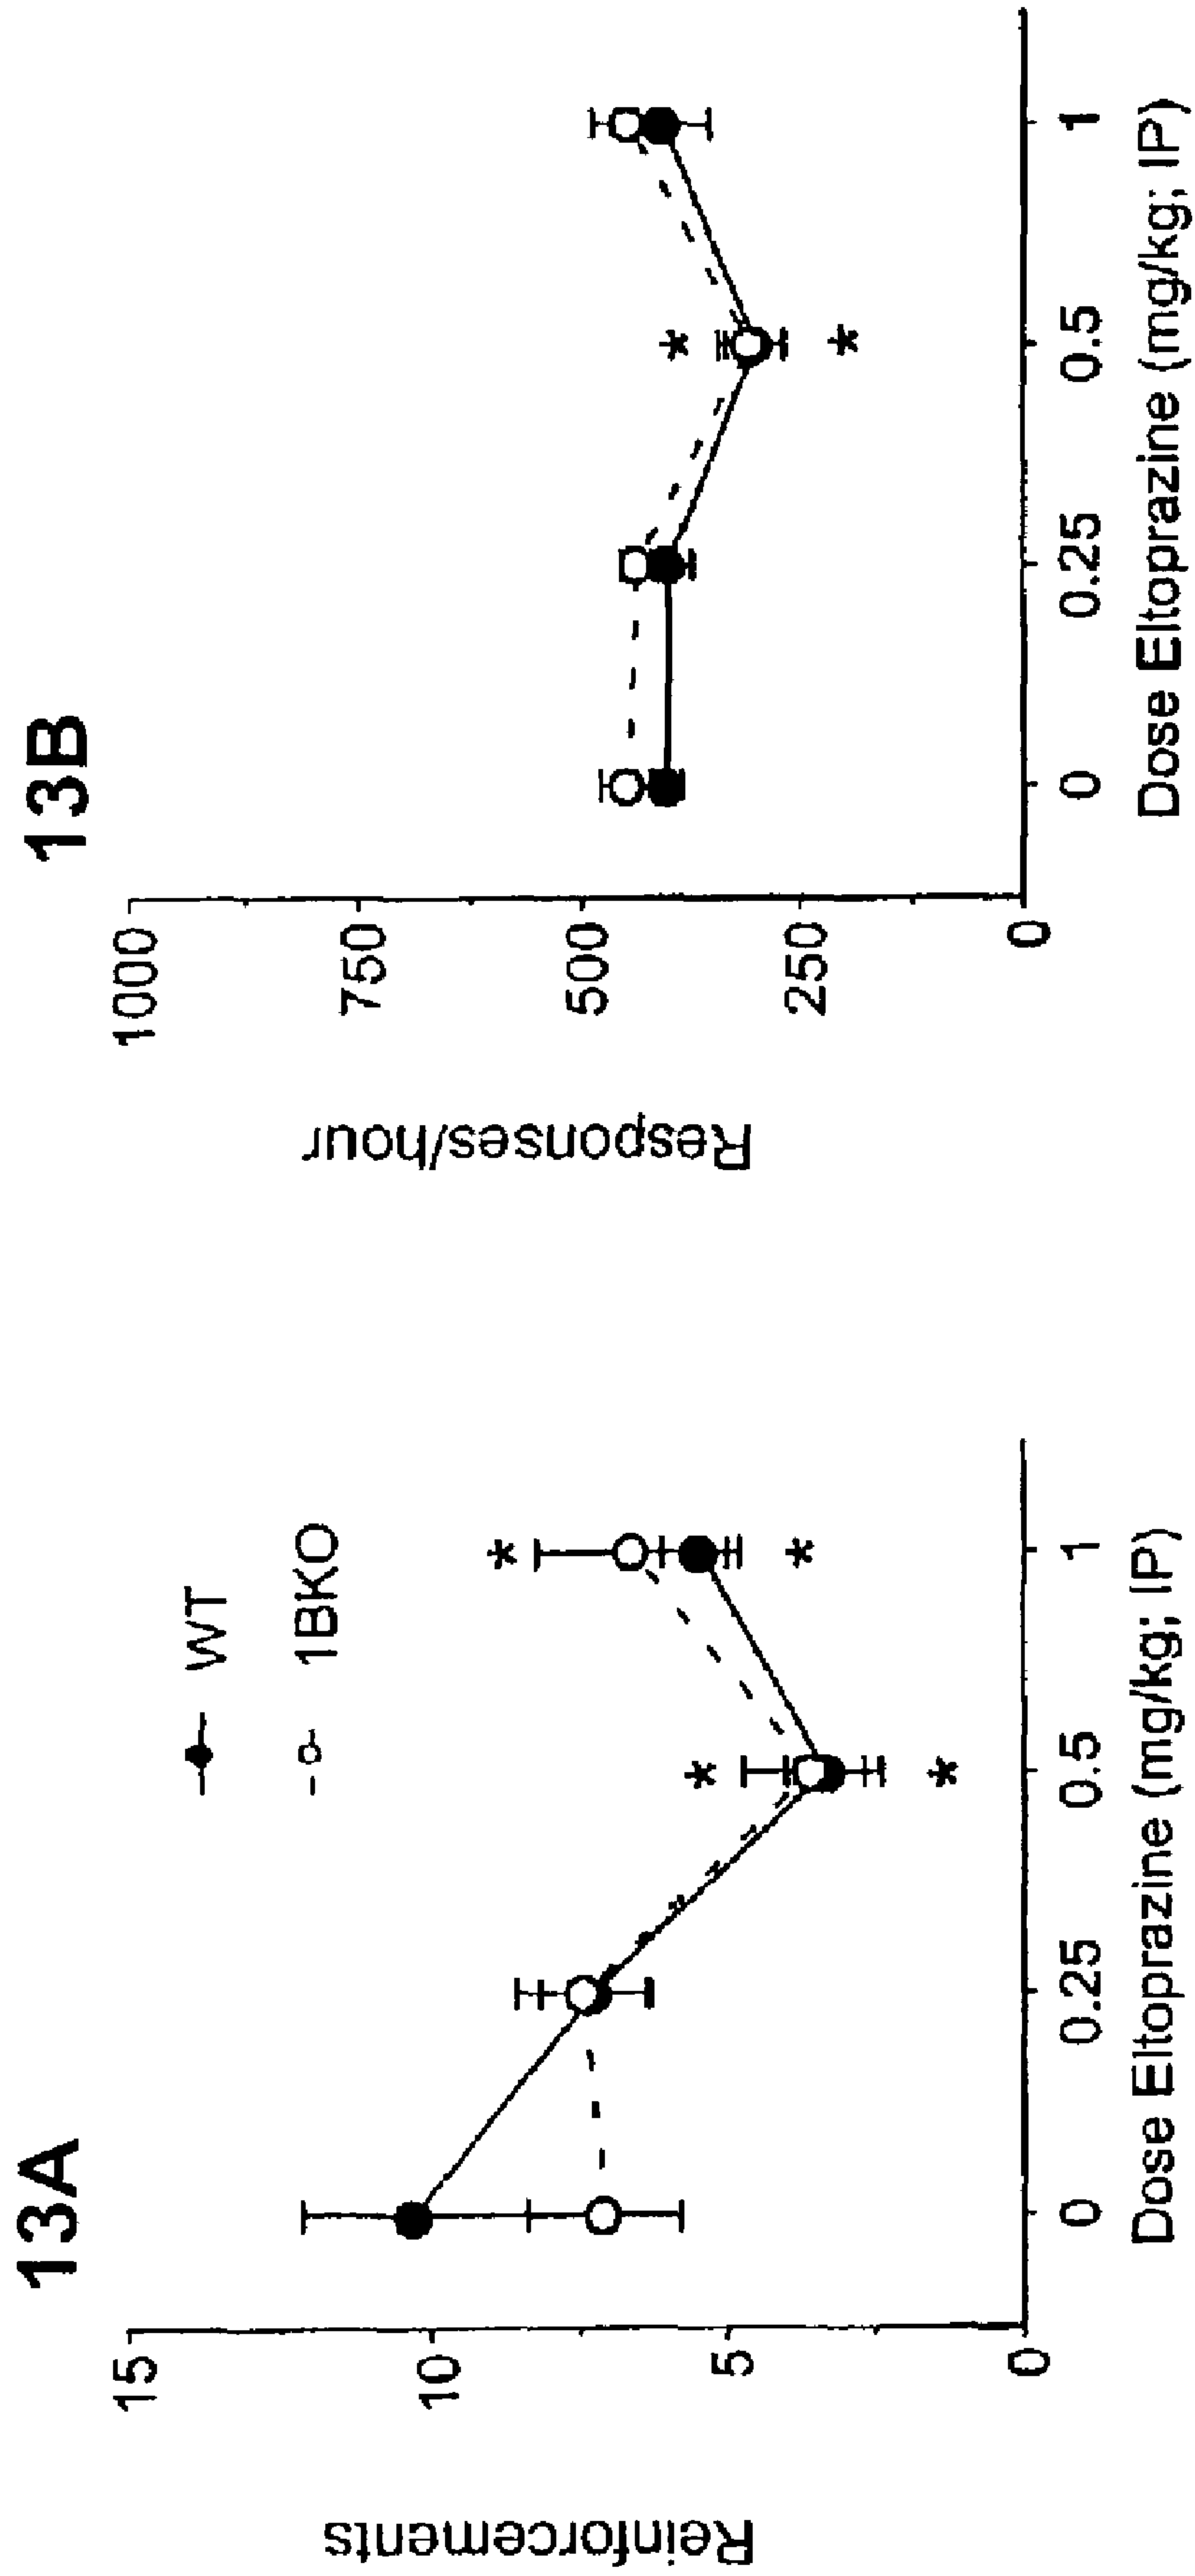 13A
WT
1BKO
*
*
*
*
15
10
5
0
Reinforcements
0
0.25
0.5
1
Dose Eltoprazine (mg/kg; IP)
13B
*
*
1000
750
500
250
0
Responses/hour
0
0.25
0.5
1
Dose Eltoprazine (mg/kg; IP)